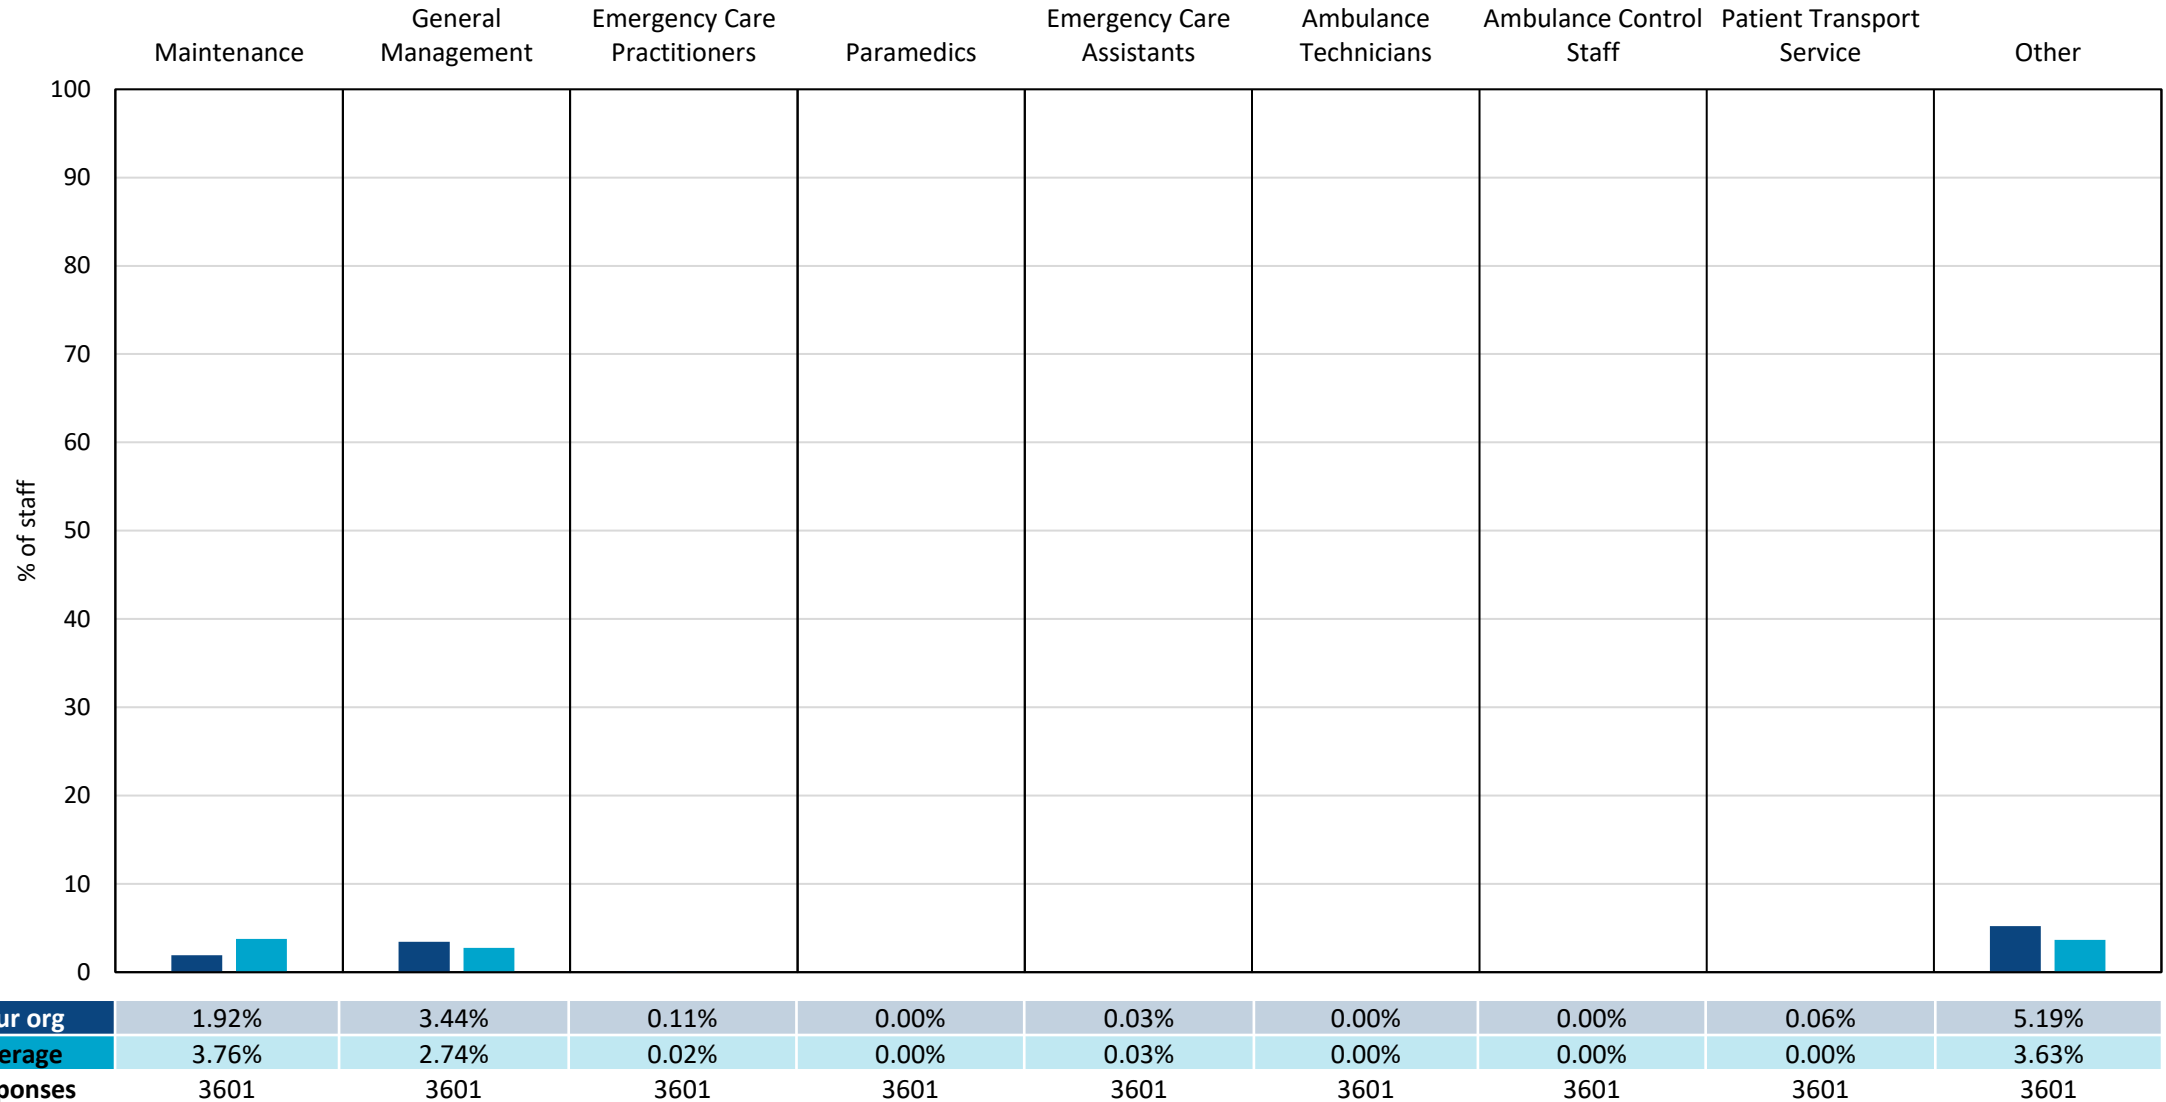 Maintenance
General
Management
Emergency Care
Practitioners
Paramedics
Emergency Care
Assistants
Ambulance
Technicians
Ambulance Control
Staff
Patient Transport
Service
Other
% of staff
100
90
80
70
60
50
40
30
20
10
0
ur org 1.92% 3.44% 0.11% 0.00% 0.03% 0.00% 0.00% 0.06% 5.19%
erage 3.76% 2.74% 0.02% 0.00% 0.03% 0.00% 0.00% 0.00% 3.63%
ponses 3601 3601 3601 3601 3601 3601 3601 3601 3601